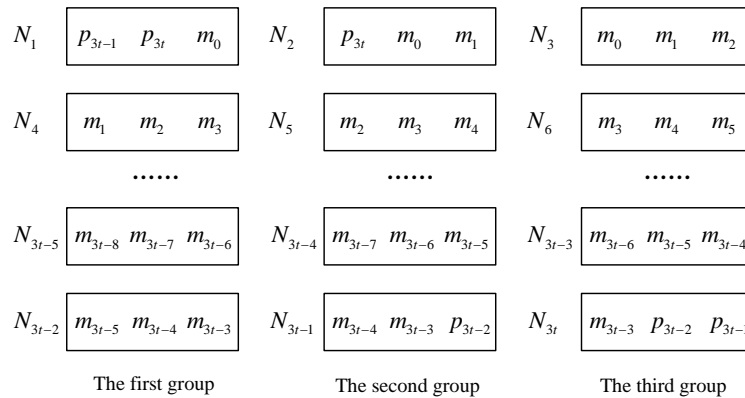 N₁ p₃ₜ₋₁ p₃ₜ m₀ N₂ p₃ₜ m₀ m₁ N₃ m₀ m₁ m₂
N₄ m₁ m₂ m₃ N₅ m₂ m₃ m₄ N₆ m₃ m₄ m₅
...... ...... ......
N₃ₜ₋₅ m₃ₜ₋₈ m₃ₜ₋₇ m₃ₜ₋₆ N₃ₜ₋₄ m₃ₜ₋₇ m₃ₜ₋₆ m₃ₜ₋₅ N₃ₜ₋₃ m₃ₜ₋₆ m₃ₜ₋₅ m₃ₜ₋₄
N₃ₜ₋₂ m₃ₜ₋₅ m₃ₜ₋₄ m₃ₜ₋₃ N₃ₜ₋₁ m₃ₜ₋₄ m₃ₜ₋₃ p₃ₜ₋₂ N₃ₜ m₃ₜ₋₃ p₃ₜ₋₂ p₃ₜ₋₁
The first group The second group The third group